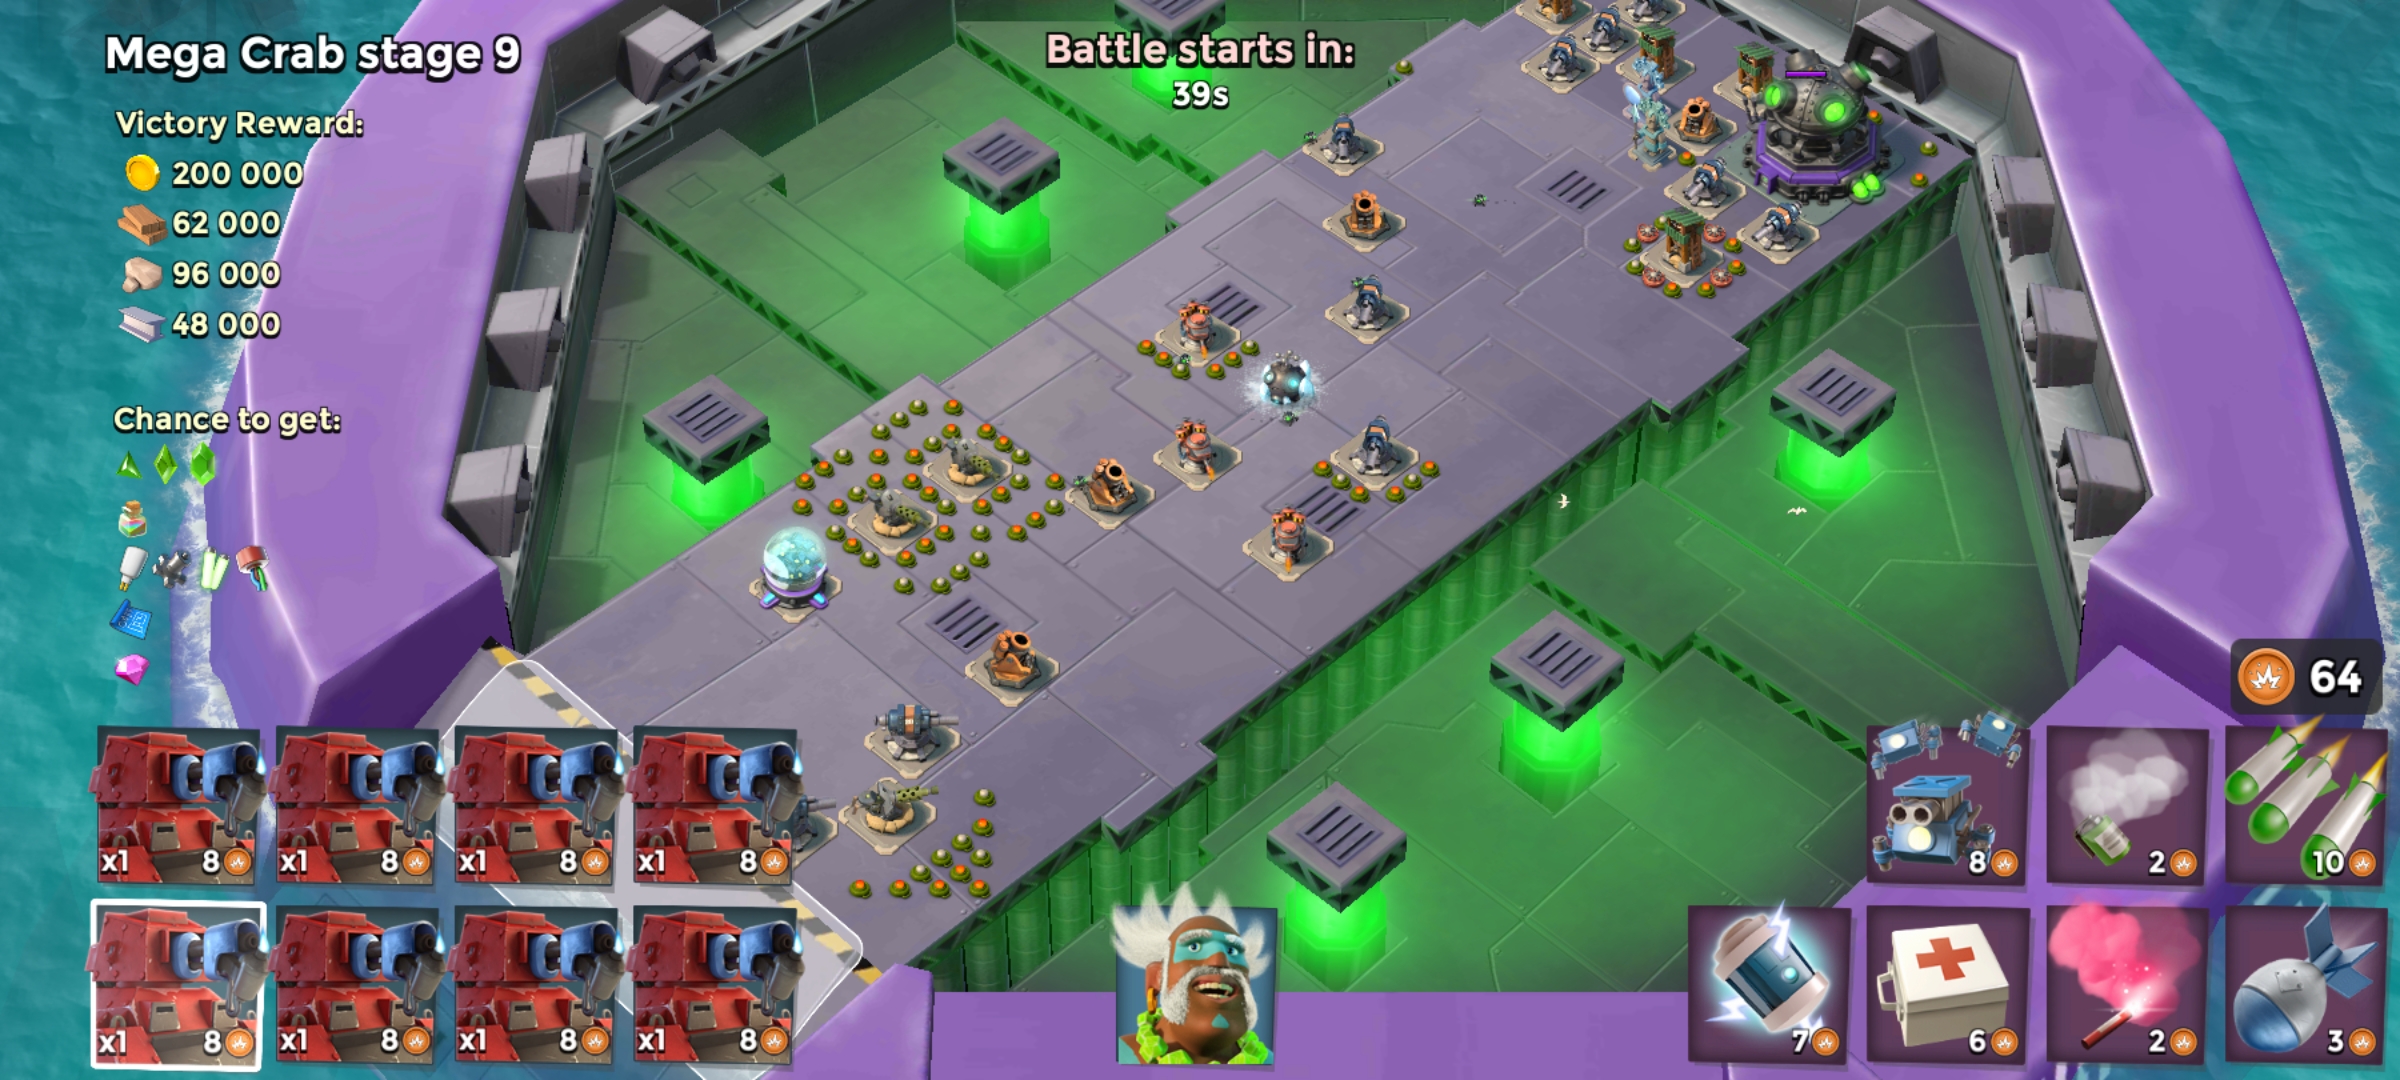 Mega Crab stage 9
Battle starts in:
39s
Victory Reward:
200 000
62 000
96 000
48 000
Chance to get:
64
x1 8
x1 8
x1 8
x1 8
8
2
10
x1 8
x1 8
x1 8
x1 8
7
6
2
3